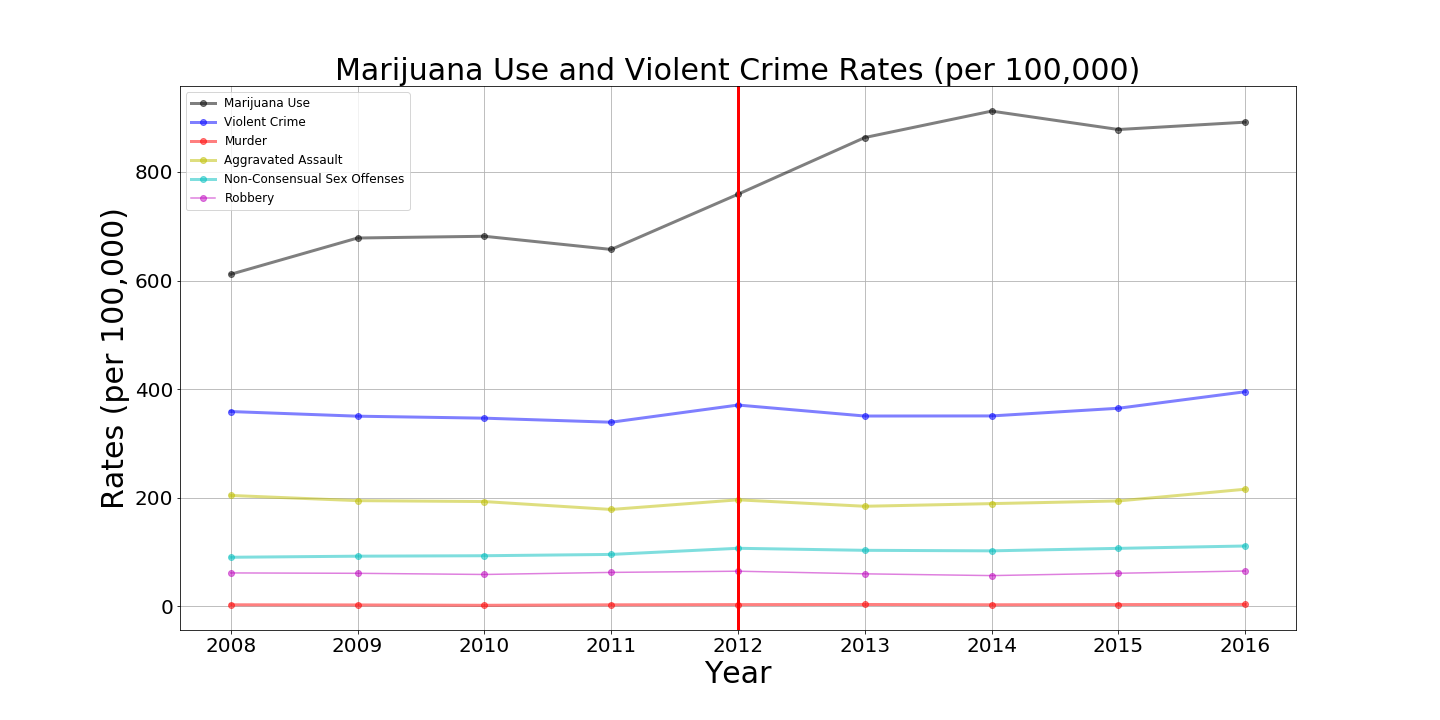 Marijuana Use and Violent Crime Rates (per 100,000)
Marijuana Use
Violent Crime
Murder
Aggravated Assault
Non-Consensual Sex Offenses
Robbery
Rates (per 100,000)
800
600
400
200
0
2008 2009 2010 2011 2012 2013 2014 2015 2016
Year